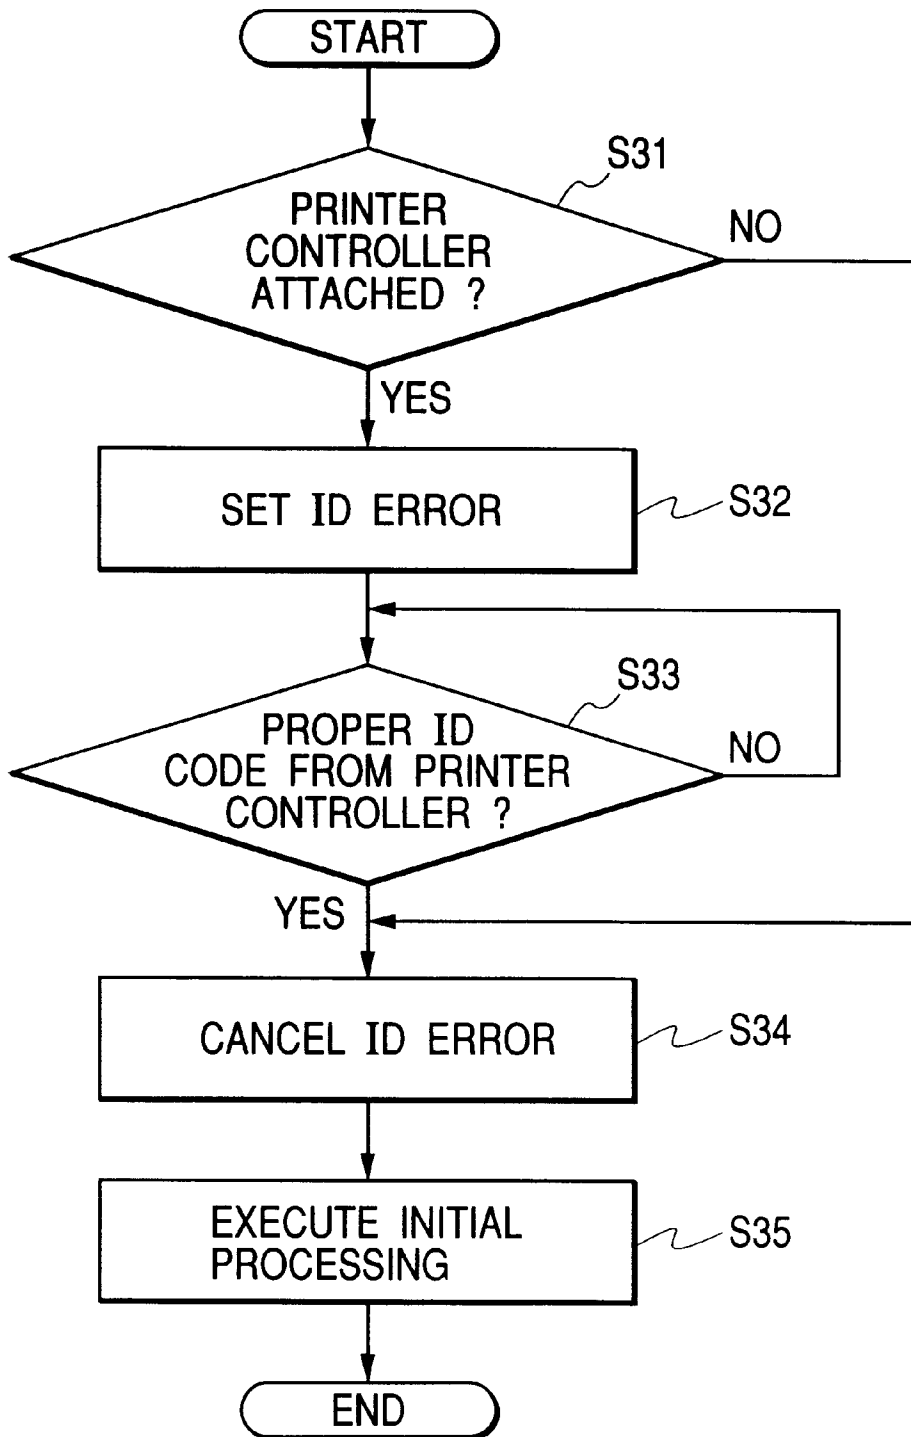 START
S31
PRINTER
CONTROLLER
ATTACHED ?
NO
YES
SET ID ERROR
S32
S33
PROPER ID
CODE FROM PRINTER
CONTROLLER ?
NO
YES
CANCEL ID ERROR
S34
EXECUTE INITIAL
PROCESSING
S35
END